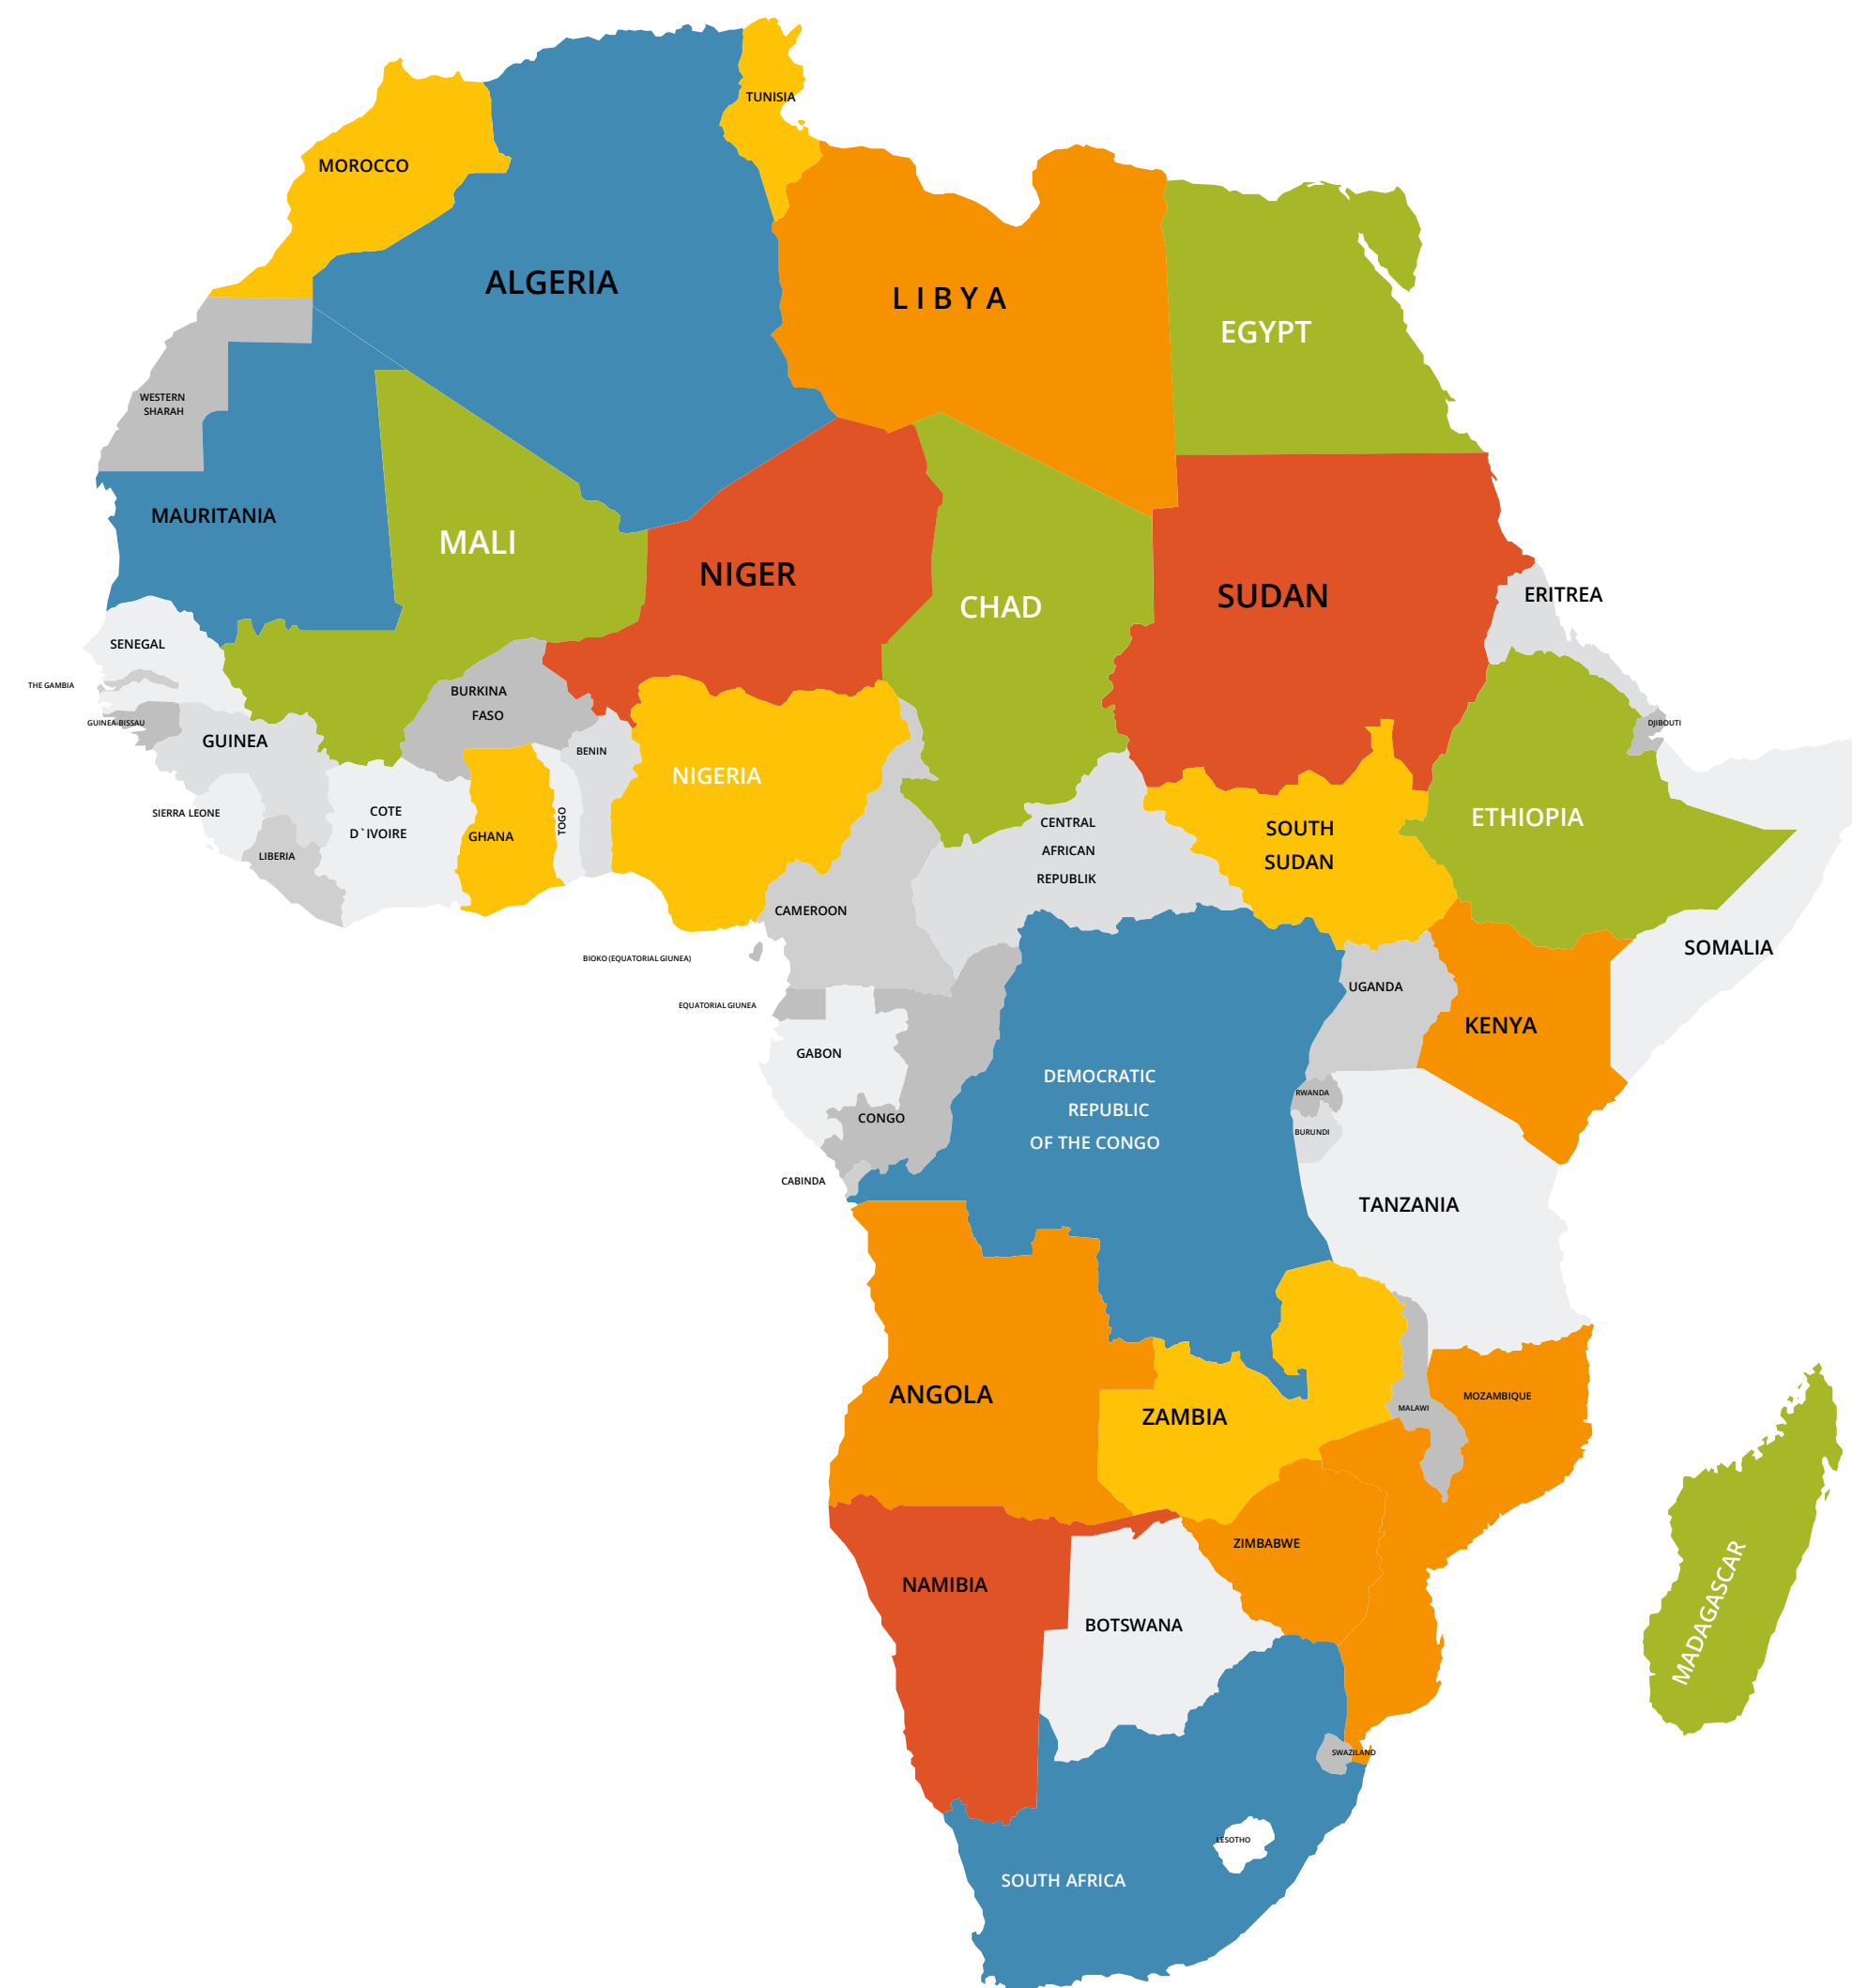 TUNISIA
MOROCCO
ALGERIA
L I B Y A
EGYPT
WESTERN
SHARAH
MAURITANIA
MALI
NIGER
CHAD
SUDAN
ERITREA
SENEGAL
THE GAMBIA
GUINEA-BISSAU
GUINEA
BURKINA
FASO
BENIN
NIGERIA
DJIBOUTI
SIERRA LEONE
COTE
D`IVOIRE
GHANA
TOGO
LIBERIA
CENTRAL
AFRICAN
REPUBLIK
SOUTH
SUDAN
ETHIOPIA
CAMEROON
SOMALIA
BIOKO (EQUATORIAL GIUNEA)
EQUATORIAL GIUNEA
UGANDA
KENYA
GABON
DEMOCRATIC
REPUBLIC
OF THE CONGO
RWANDA
CONGO
BURUNDI
CABINDA
TANZANIA
ANGOLA
ZAMBIA
MALAWI
MOZAMBIQUE
ZIMBABWE
NAMIBIA
BOTSWANA
MADAGASCAR
SWAZILAND
LESOTHO
SOUTH AFRICA